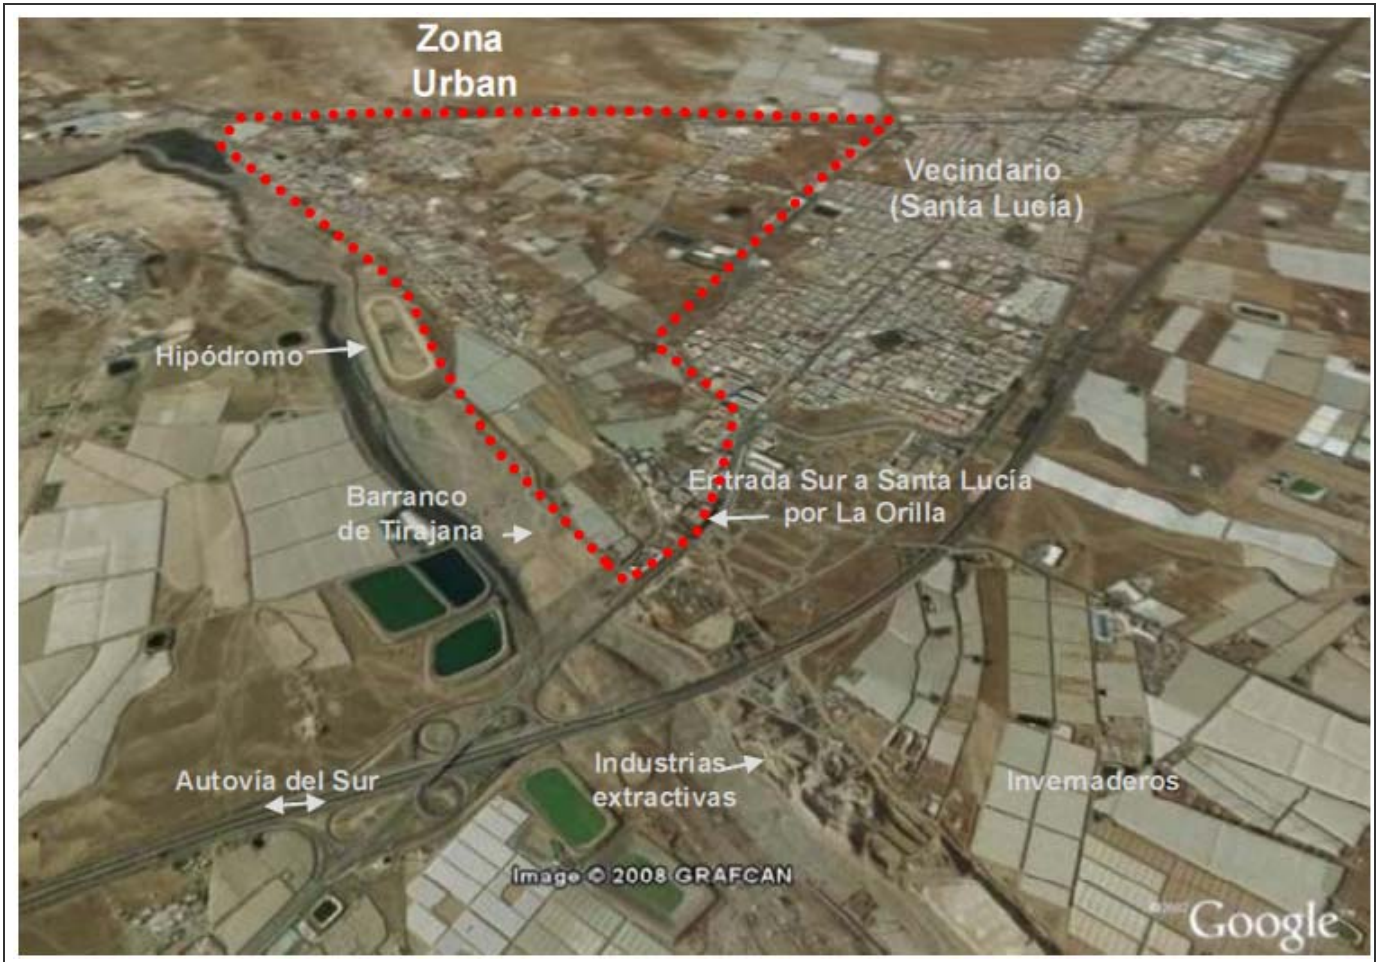 Zona
Urban
Vecindario
(Santa Lucía)
Hipódromo
Entrada Sur a Santa Lucía
por La Orilla
Barranco
de Tirajana
Industrias
extractivas
Autovía del Sur
Invernaderos
Image © 2008 GRAFCAN
©2007 Google